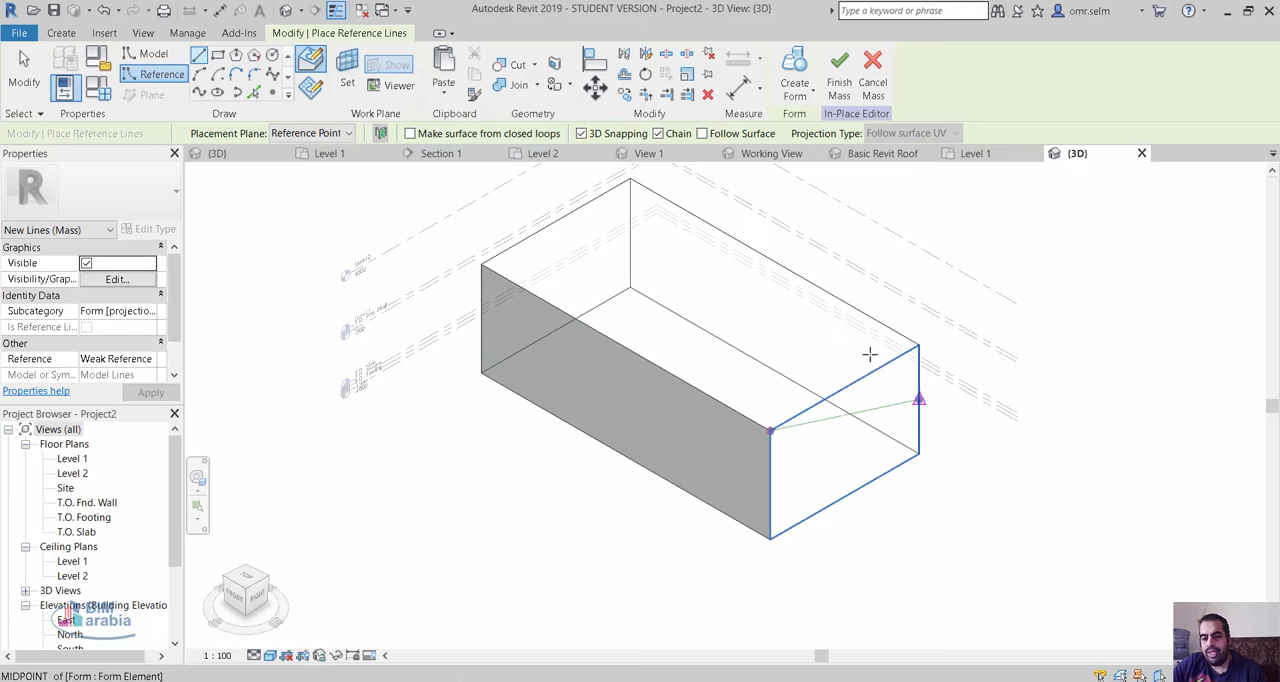 Autodesk Revit 2019 - STUDENT VERSION - Project2 - 3D View: {3D}
Type a keyword or phrase
omr.selm
File Create Insert View Manage Add-Ins Modify | Place Reference Lines
Modify
Model
Reference
Plane
Set
Show
Viewer
Paste
Cut
Join
Create Form
Finish Mass
Cancel Mass
Select Properties Draw Work Plane Clipboard Geometry Modify Measure Form In-Place Editor
Modify | Place Reference Lines Placement Plane: Reference Point Make surface from closed loops 3D Snapping Chain Follow Surface Projection Type: Follow surface UV
Properties
{3D} Level 1 Section 1 Level 2 View 1 Working View Basic Revit Roof Level 1 {3D}
New Lines (Mass) Edit Type
Graphics
Visible
Visibility/Grap... Edit...
Identity Data
Subcategory Form [projectio...
Is Reference Li...
Other
Reference Weak Reference
Model or Sym... Model Lines
Properties help Apply
Project Browser - Project2
Views (all)
Floor Plans
Level 1
Level 2
Site
T.O. Fnd. Wall
T.O. Footing
T.O. Slab
Ceiling Plans
Level 1
Level 2
3D Views
Elevations (Building Elevatio
East
North
South
BIM
arabia
Level 2
4000
TOP
FRONT
RIGHT
1 : 100
MIDPOINT of [Form : Form Element]